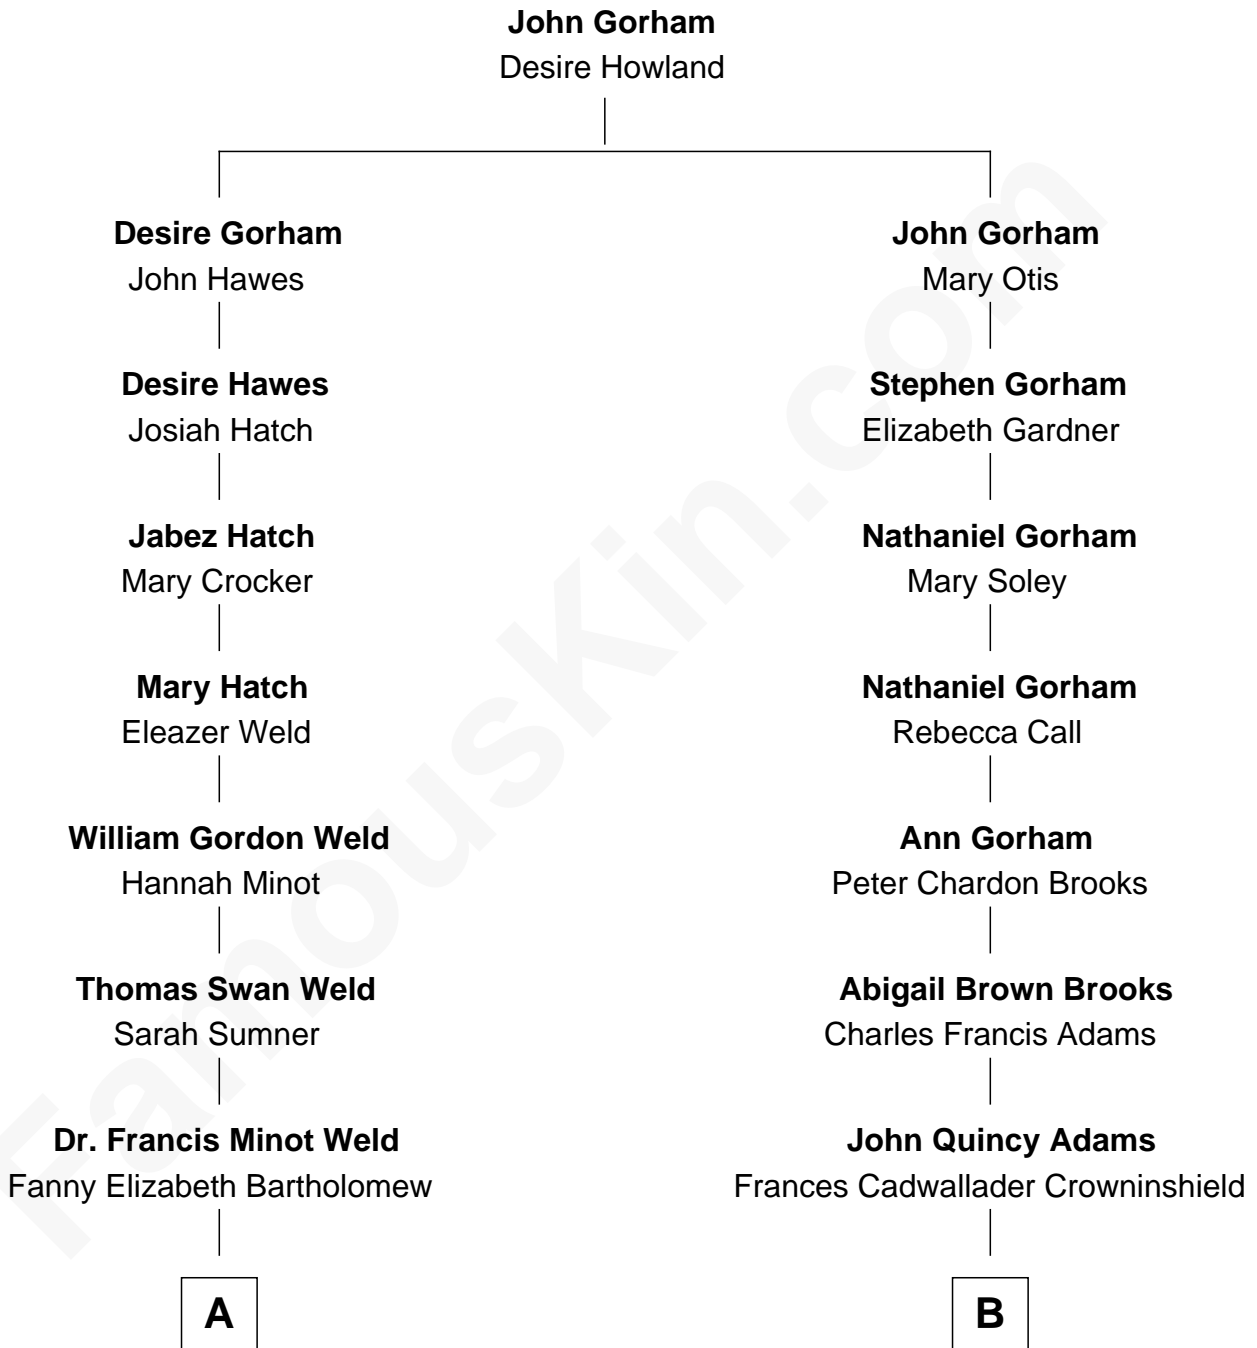 John Gorham
Desire Howland
Desire Gorham
John Hawes
Desire Hawes
Josiah Hatch
Jabez Hatch
Mary Crocker
Mary Hatch
Eleazer Weld
William Gordon Weld
Hannah Minot
Thomas Swan Weld
Sarah Sumner
Dr. Francis Minot Weld
Fanny Elizabeth Bartholomew
A
John Gorham
Mary Otis
Stephen Gorham
Elizabeth Gardner
Nathaniel Gorham
Mary Soley
Nathaniel Gorham
Rebecca Call
Ann Gorham
Peter Chardon Brooks
Abigail Brown Brooks
Charles Francis Adams
John Quincy Adams
Frances Cadwallader Crowninshield
B
FamousKin.com